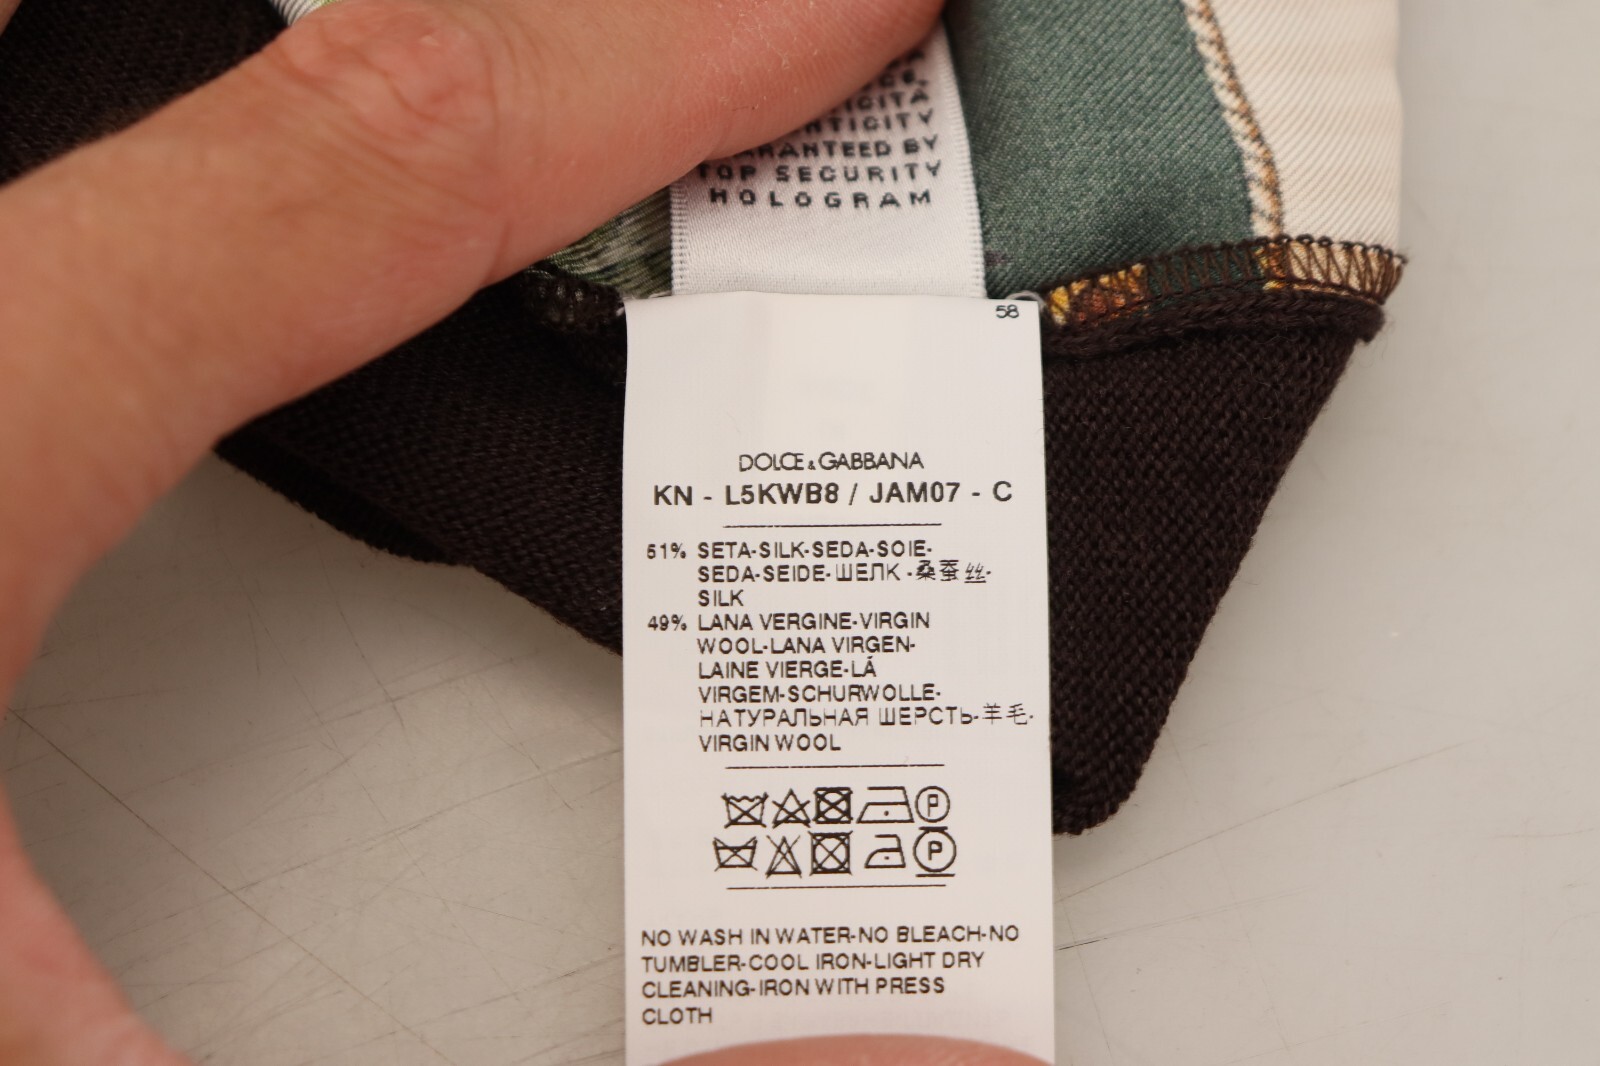 TOP SECURITY
HOLOGRAM
58
DOLCE & GABBANA
KN - L5KWB8 / JAM07 - C
51% SETA-SILK-SEDA-SOIE-
SEDA-SEIDE-ШЕЛК-桑蚕丝-
SILK
49% LANA VERGINE-VIRGIN
WOOL-LANA VIRGEN-
LAINE VIERGE-LÃ
VIRGEM-SCHURWOLLE-
НАТУРАЛЬНАЯ ШЕРСТЬ-羊毛-
VIRGIN WOOL
P
P
NO WASH IN WATER-NO BLEACH-NO
TUMBLER-COOL IRON-LIGHT DRY
CLEANING-IRON WITH PRESS
CLOTH